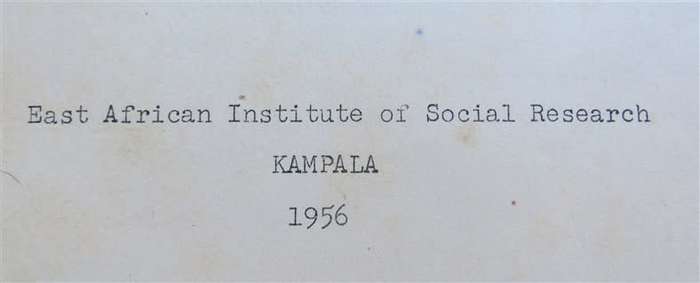 East African Institute of Social Research
KAMPALA
1956